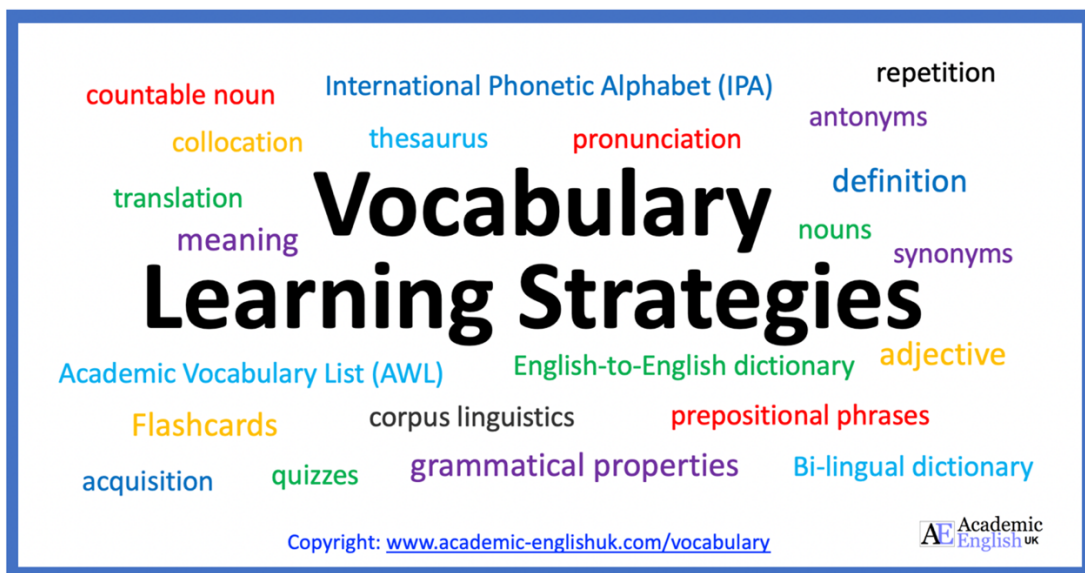 countable noun
International Phonetic Alphabet (IPA)
repetition
collocation
thesaurus
pronunciation
antonyms
translation
Vocabulary
definition
meaning
nouns
synonyms
Learning Strategies
Academic Vocabulary List (AWL)
English-to-English dictionary
adjective
Flashcards
corpus linguistics
prepositional phrases
acquisition
quizzes
grammatical properties
Bi-lingual dictionary
Copyright: www.academic-englishuk.com/vocabulary
AE Academic
English UK